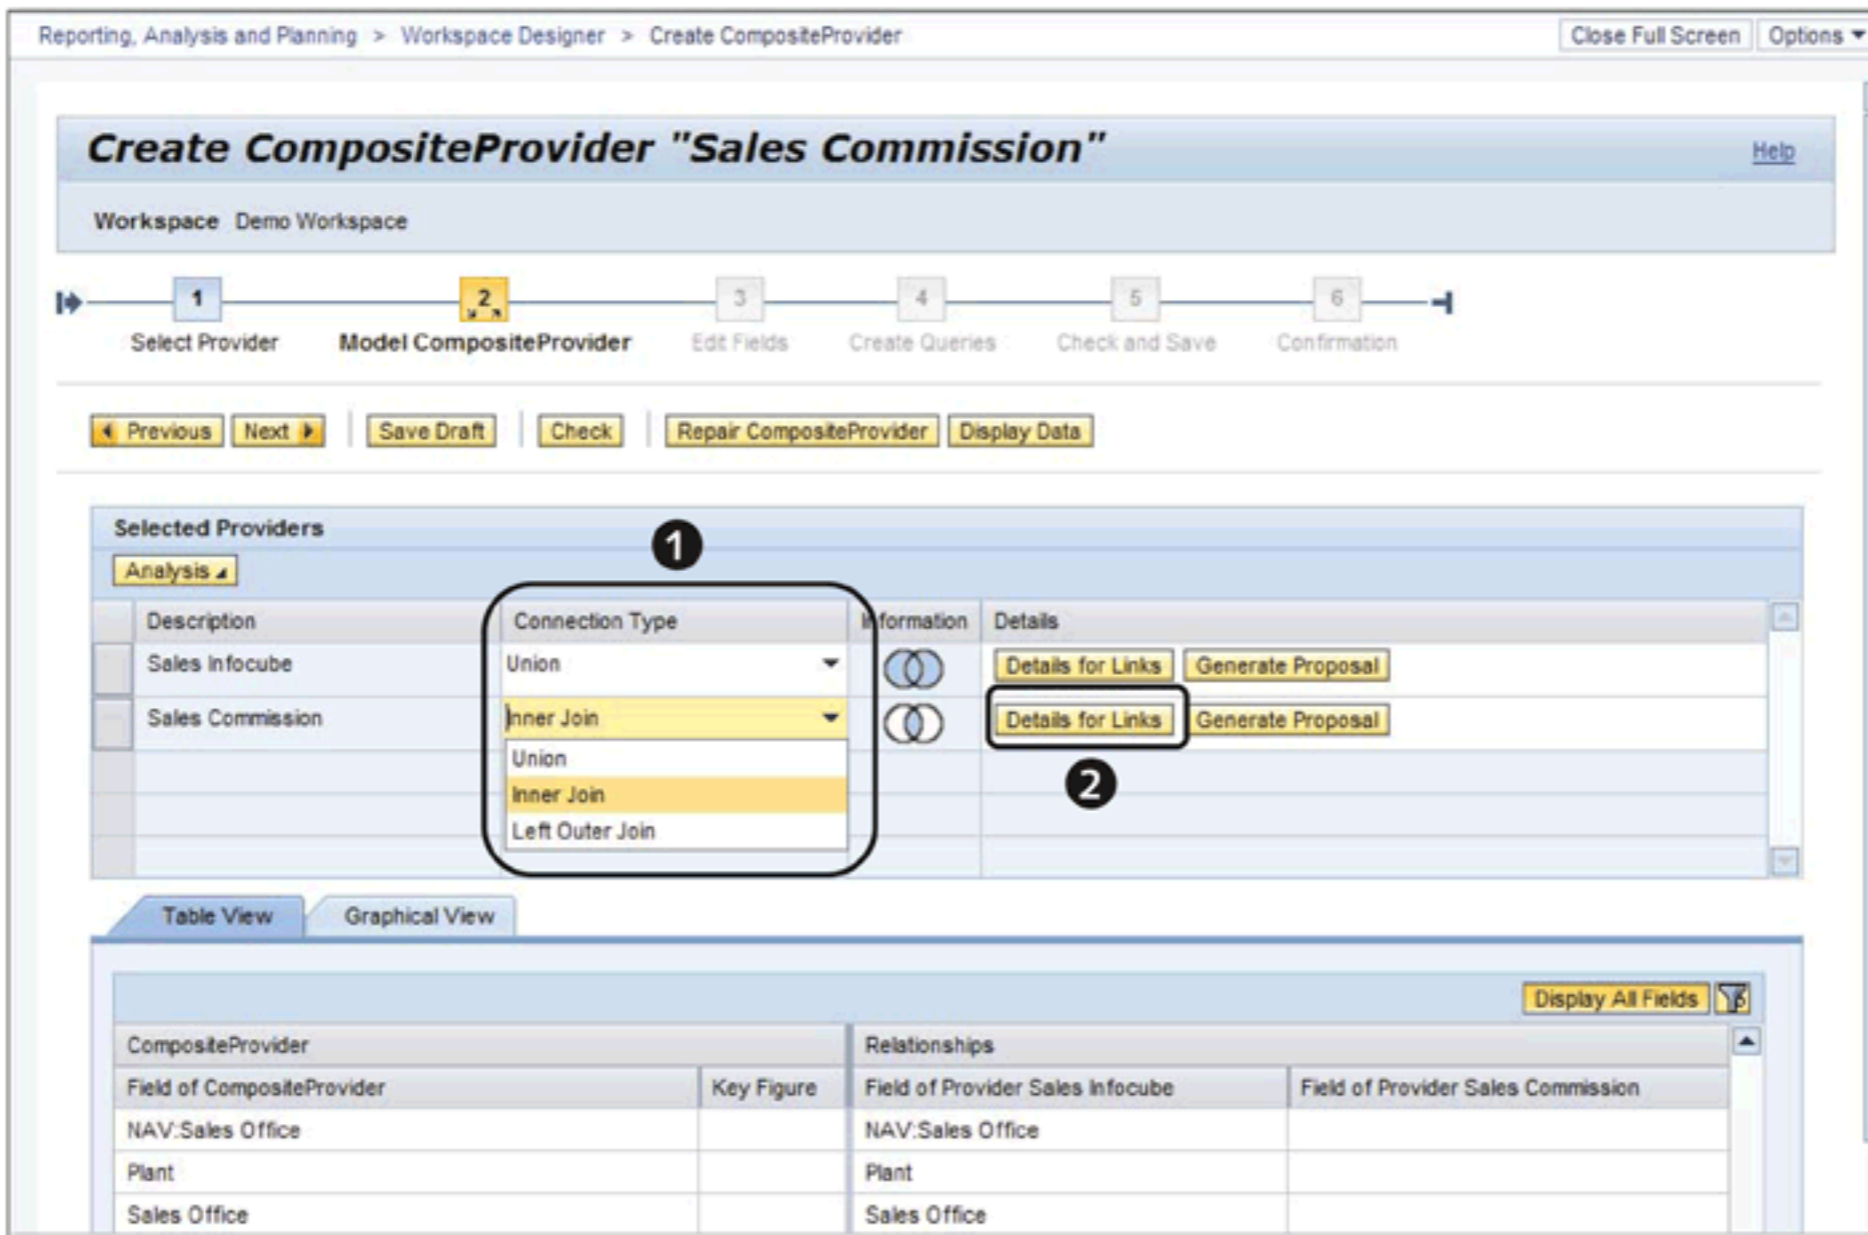 Reporting, Analysis and Planning > Workspace Designer > Create CompositeProvider Close Full Screen Options
Create CompositeProvider "Sales Commission" Help
Workspace Demo Workspace
1 2 3 4 5 6
Select Provider Model CompositeProvider Edit Fields Create Queries Check and Save Confirmation
Previous Next Save Draft Check Repair CompositeProvider Display Data
Selected Providers
1
Analysis
Description Connection Type Information Details
Sales Infocube Union Details for Links Generate Proposal
Sales Commission Inner Join Details for Links Generate Proposal
Union
2
Inner Join
Left Outer Join
Table View Graphical View
Display All Fields
CompositeProvider Relationships
Field of CompositeProvider Key Figure Field of Provider Sales Infocube Field of Provider Sales Commission
NAV:Sales Office NAV:Sales Office
Plant Plant
Sales Office Sales Office